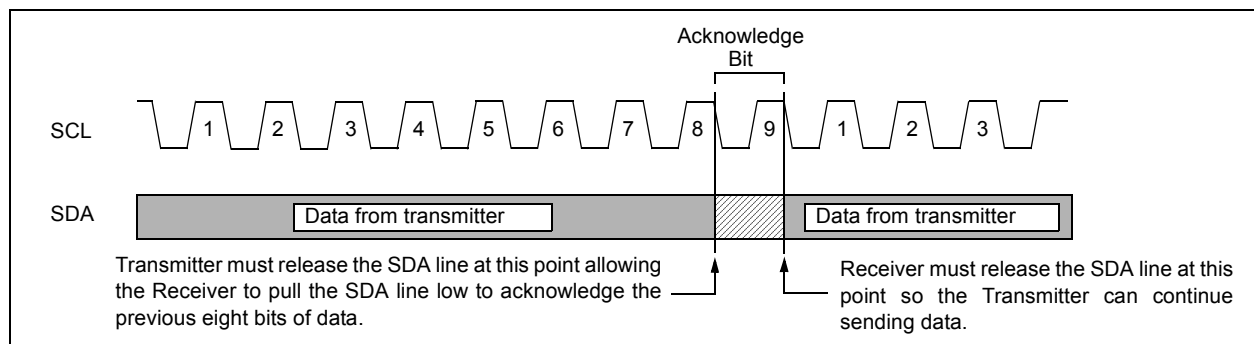 Acknowledge
Bit
SCL
1 2 3 4 5 6 7 8 9 1 2 3
SDA
Data from transmitter
Data from transmitter
Transmitter must release the SDA line at this point allowing
the Receiver to pull the SDA line low to acknowledge the
previous eight bits of data.
Receiver must release the SDA line at this
point so the Transmitter can continue
sending data.